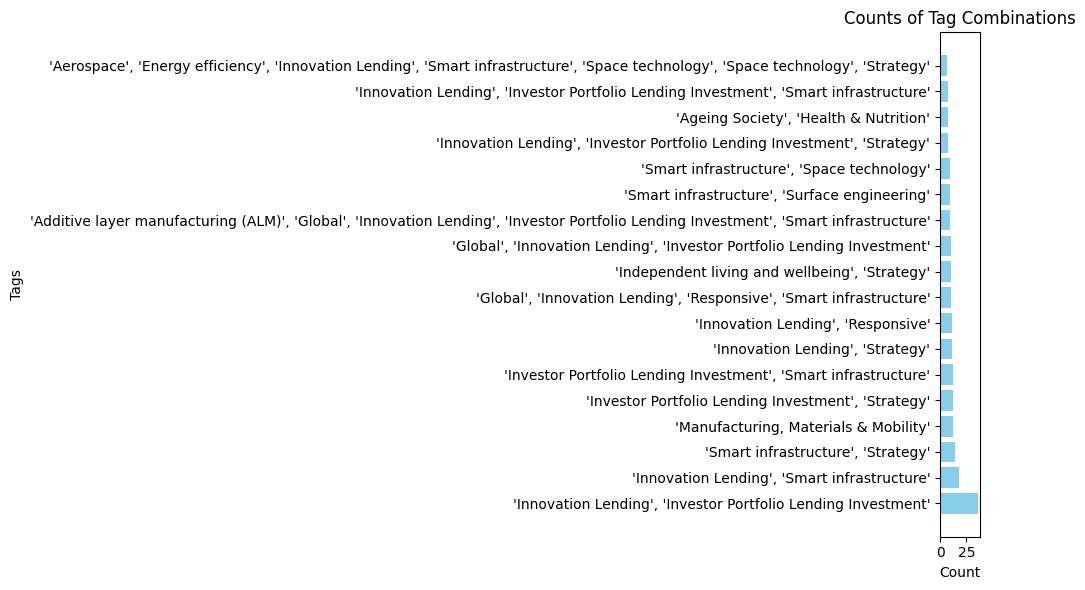 Counts of Tag Combinations
'Aerospace', 'Energy efficiency', 'Innovation Lending', 'Smart infrastructure', 'Space technology', 'Space technology', 'Strategy'
'Innovation Lending', 'Investor Portfolio Lending Investment', 'Smart infrastructure'
'Ageing Society', 'Health & Nutrition'
'Innovation Lending', 'Investor Portfolio Lending Investment', 'Strategy'
'Smart infrastructure', 'Space technology'
'Smart infrastructure', 'Surface engineering'
'Additive layer manufacturing (ALM)', 'Global', 'Innovation Lending', 'Investor Portfolio Lending Investment', 'Smart infrastructure'
'Global', 'Innovation Lending', 'Investor Portfolio Lending Investment'
'Independent living and wellbeing', 'Strategy'
'Global', 'Innovation Lending', 'Responsive', 'Smart infrastructure'
'Innovation Lending', 'Responsive'
'Innovation Lending', 'Strategy'
'Investor Portfolio Lending Investment', 'Smart infrastructure'
'Investor Portfolio Lending Investment', 'Strategy'
'Manufacturing, Materials & Mobility'
'Smart infrastructure', 'Strategy'
'Innovation Lending', 'Smart infrastructure'
'Innovation Lending', 'Investor Portfolio Lending Investment'
Tags
0 25
Count